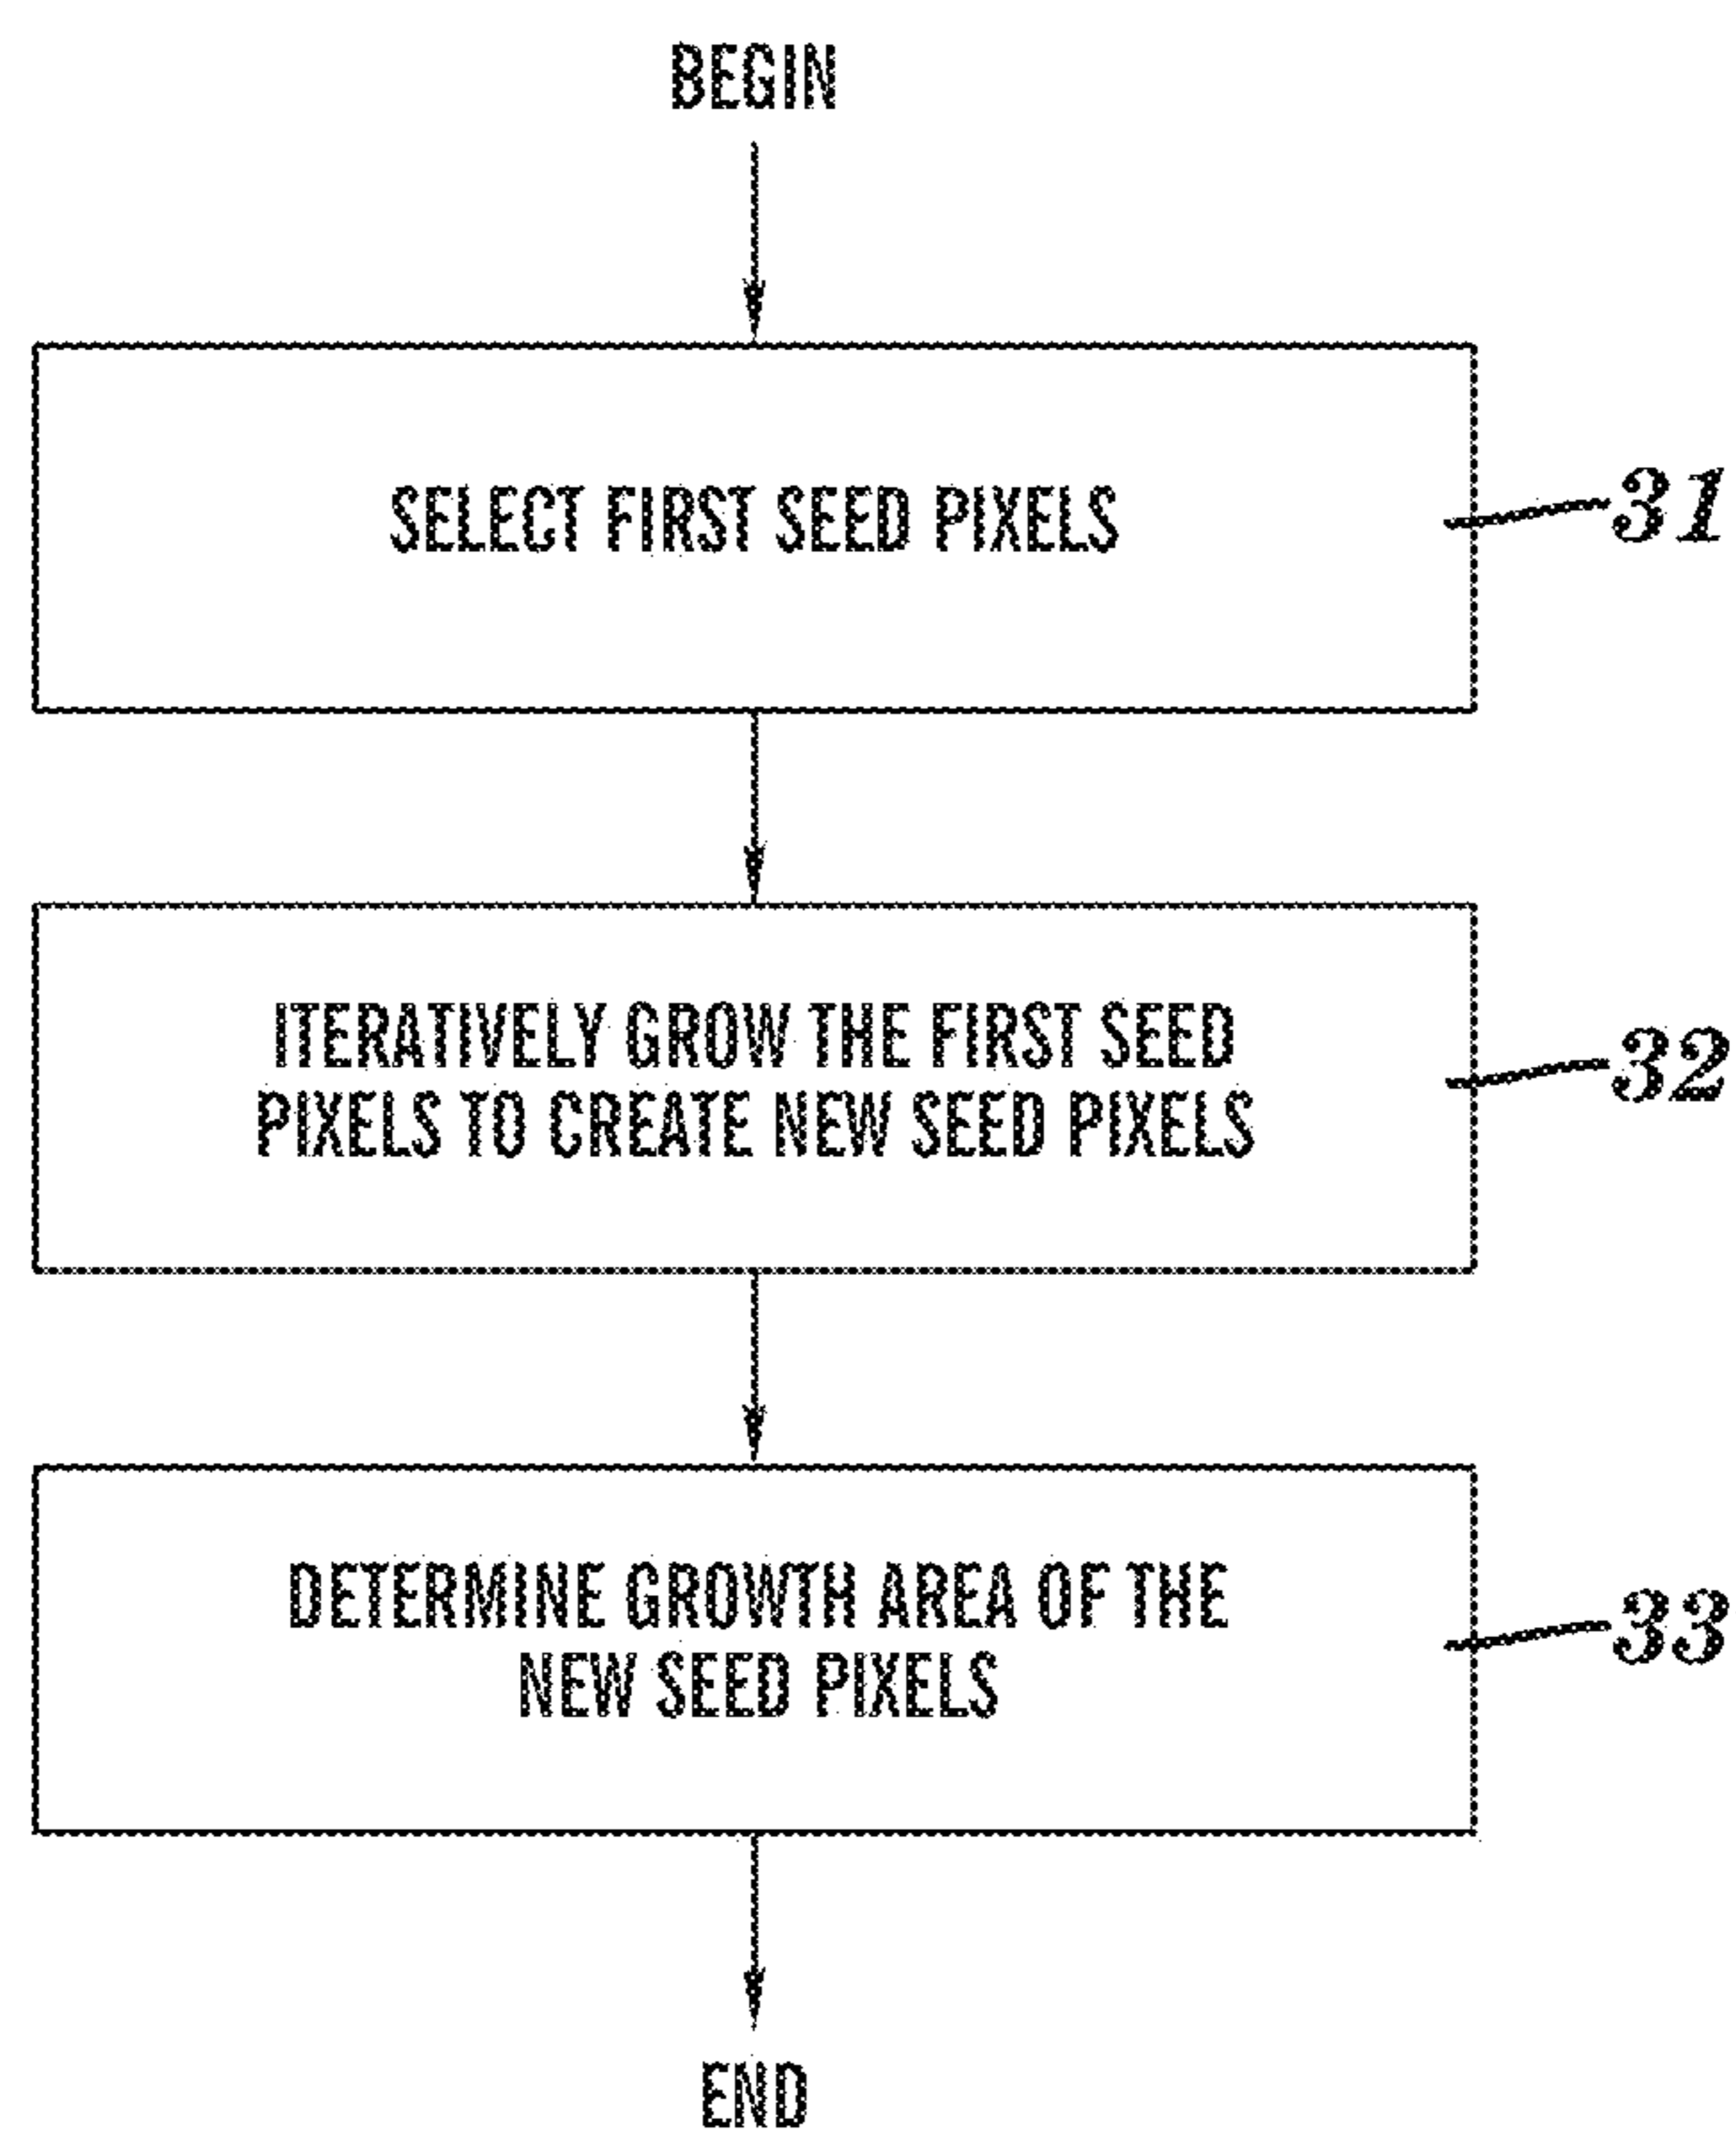 BEGIN
SELECT FIRST SEED PIXELS
31
ITERATIVELY GROW THE FIRST SEED
PIXELS TO CREATE NEW SEED PIXELS
32
DETERMINE GROWTH AREA OF THE
NEW SEED PIXELS
33
END